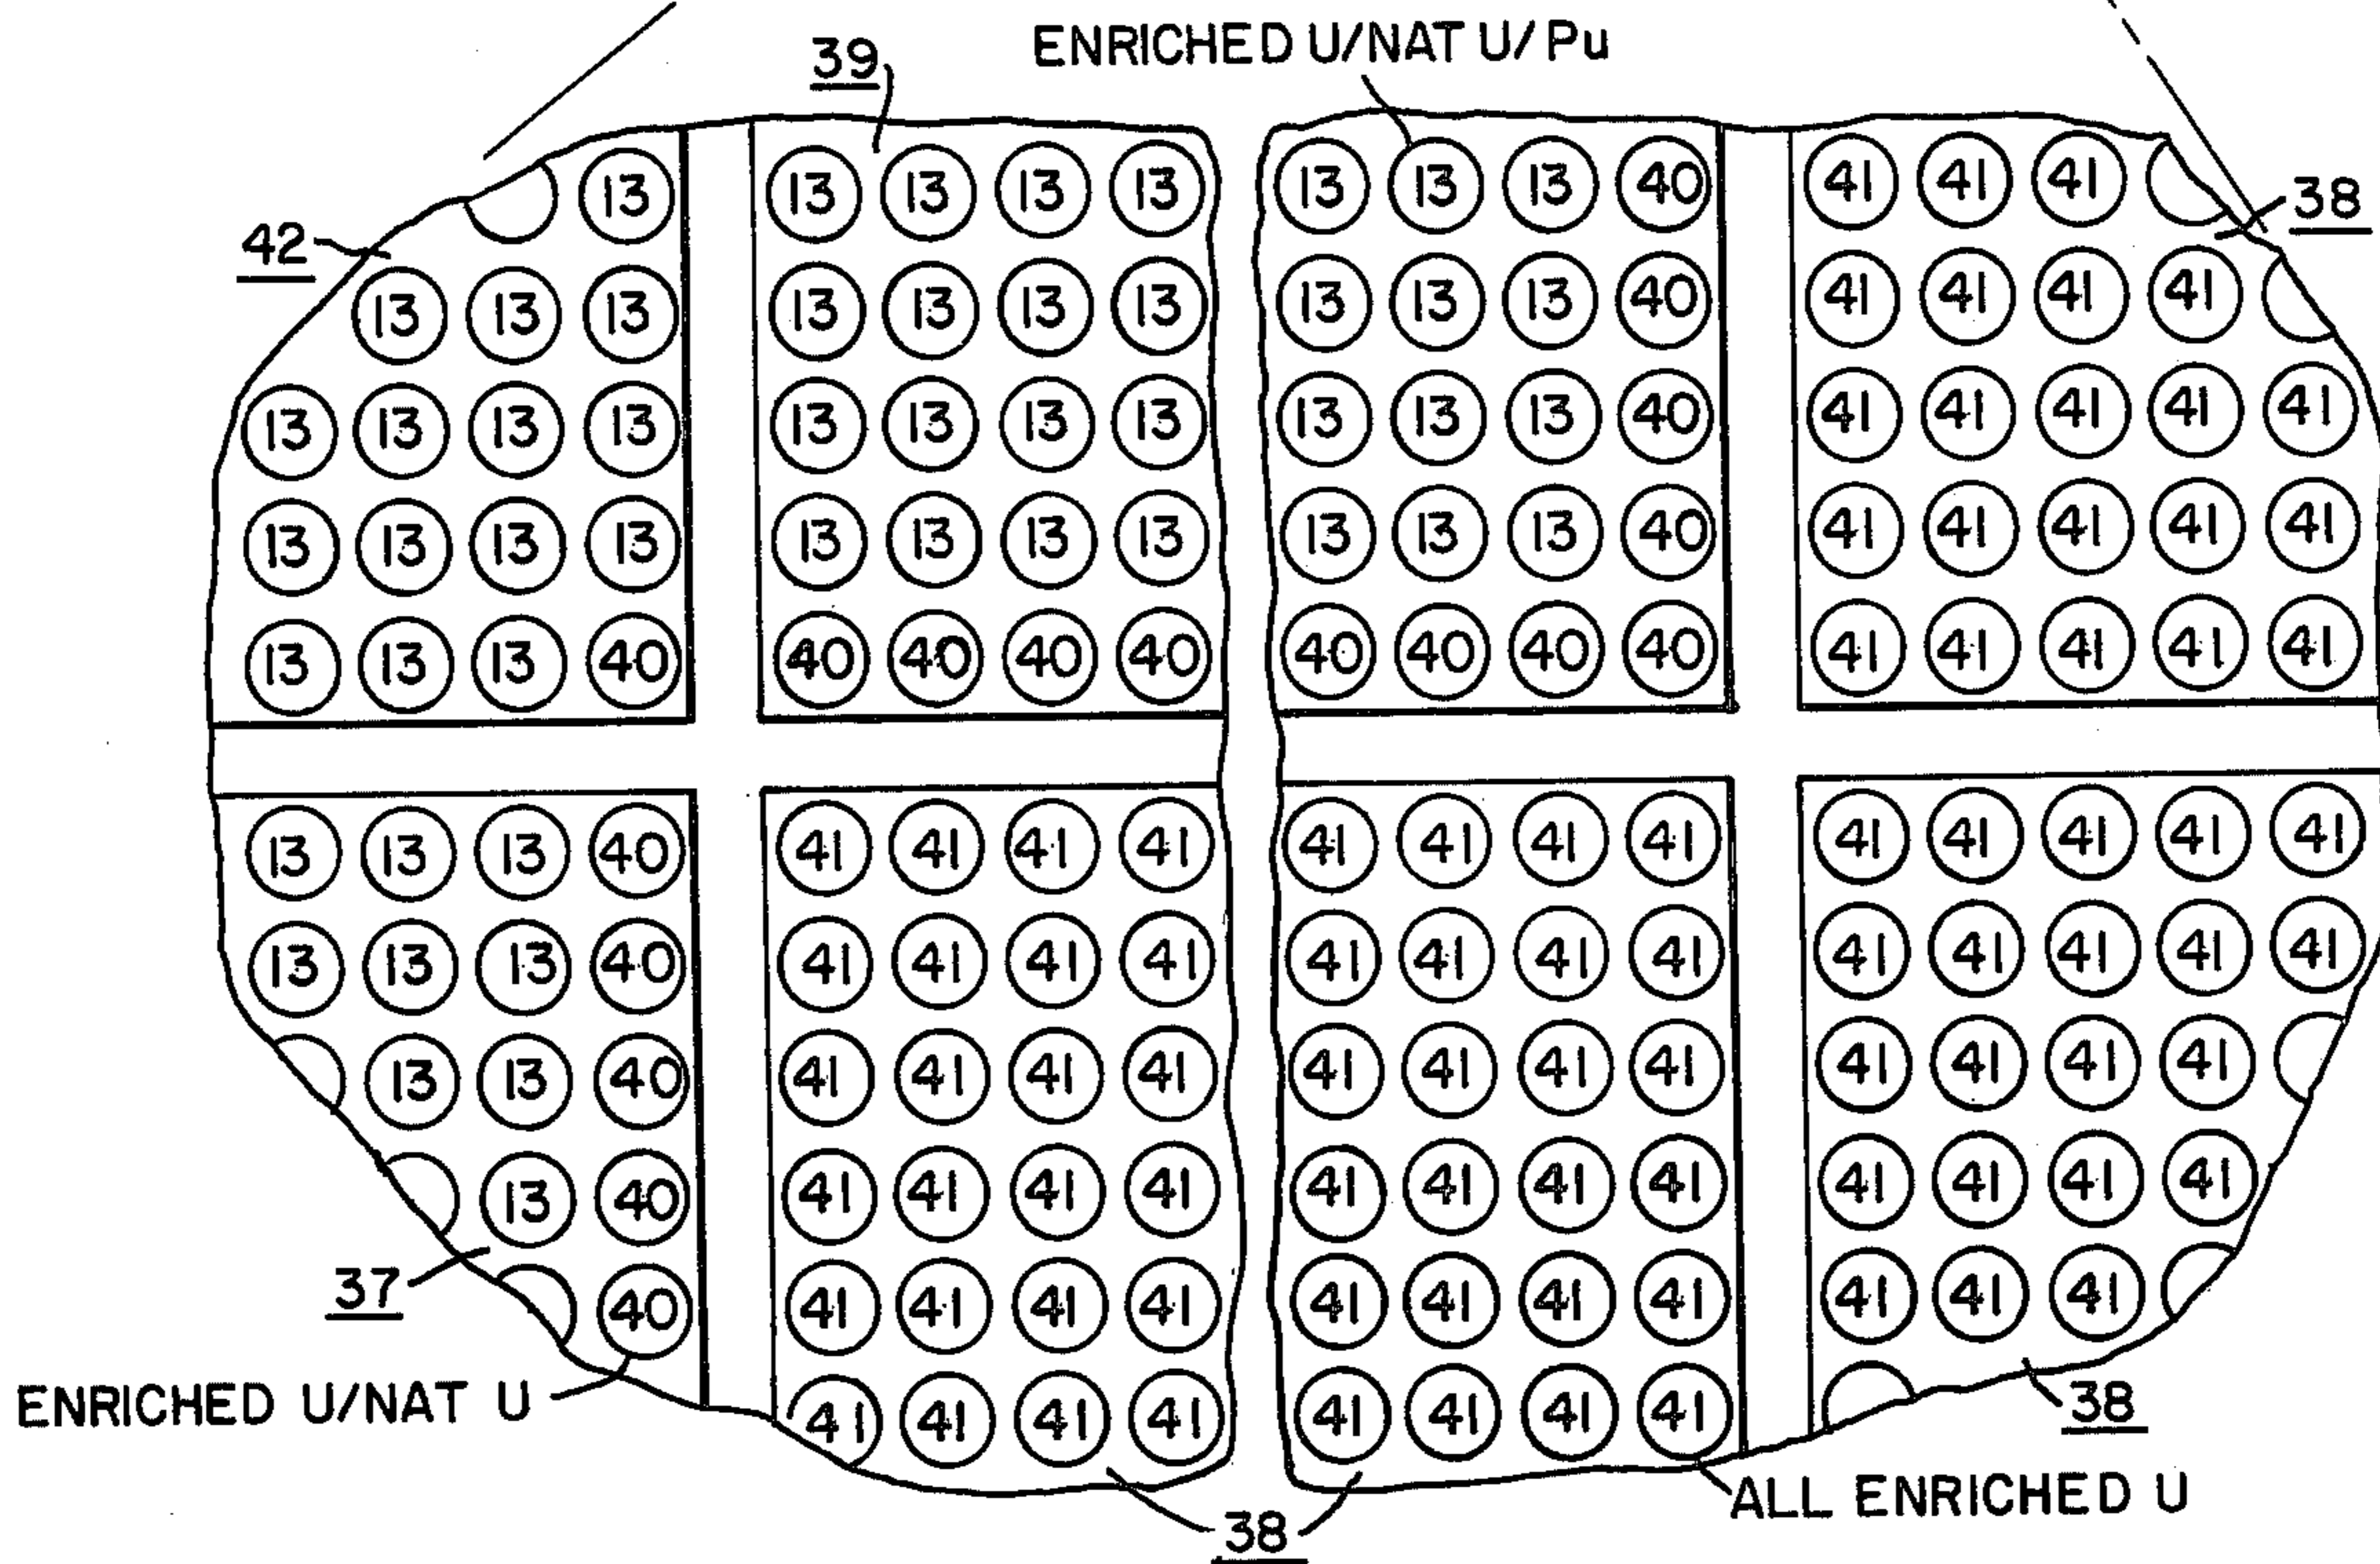 ENRICHED U/NAT U/Pu
39
38
42
13 13 13 13 13 13 13 13 40 41 41 41
13 13 13 13 13 13 13 13 13 13 40 41 41 41 41
13 13 13 13 13 13 13 13 13 13 13 40 41 41 41 41 41
13 13 13 13 13 13 13 13 13 13 13 40 41 41 41 41 41
13 13 13 40 40 40 40 40 40 40 40 40 41 41 41 41 41
13 13 13 40 41 41 41 41 41 41 41 41 41 41 41 41 41
13 13 13 40 41 41 41 41 41 41 41 41 41 41 41 41 41
13 13 40 41 41 41 41 41 41 41 41 41 41 41 41
13 40 41 41 41 41 41 41 41 41 41 41 41 41
37
40 41 41 41 41 41 41 41 41 41 41 41
ENRICHED U/NAT U
41 41 41 41 41 41 41 41
38
ALL ENRICHED U
38